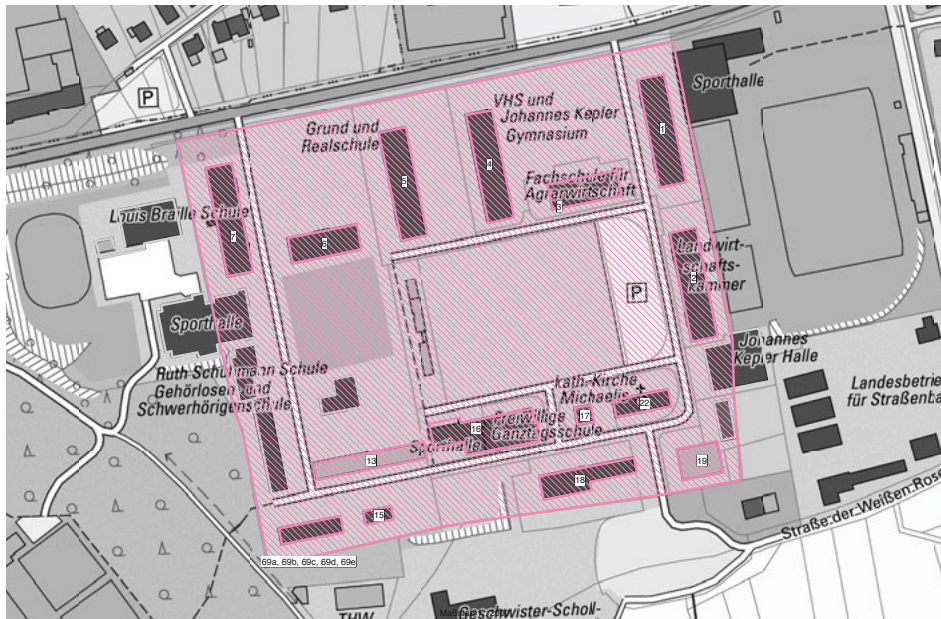 P
Sporthalle
VHS und
Johannes Kepler
Gymnasium
Grund und
Realschule
1
4
5
Fachschule für
Agrarwirtschaft
3
Louis Braille Schule
7
6
Landwirt-
schafts-
kammer
2
P
Sporthalle
Johannes
Kepler Halle
Ruth Schaumann Schule
Gehörlosen- und
Schwerhörigenschule
kath-Kirche
Michaelis
22
17
Landesbetrie
für Straßenba
16
Freiwillige
Ganztagsschule
Sporthalle
13
19
18
15
Straße der Weißen Rose
69a, 69b, 69c, 69d, 69e
THW
Geschwister-Scholl-